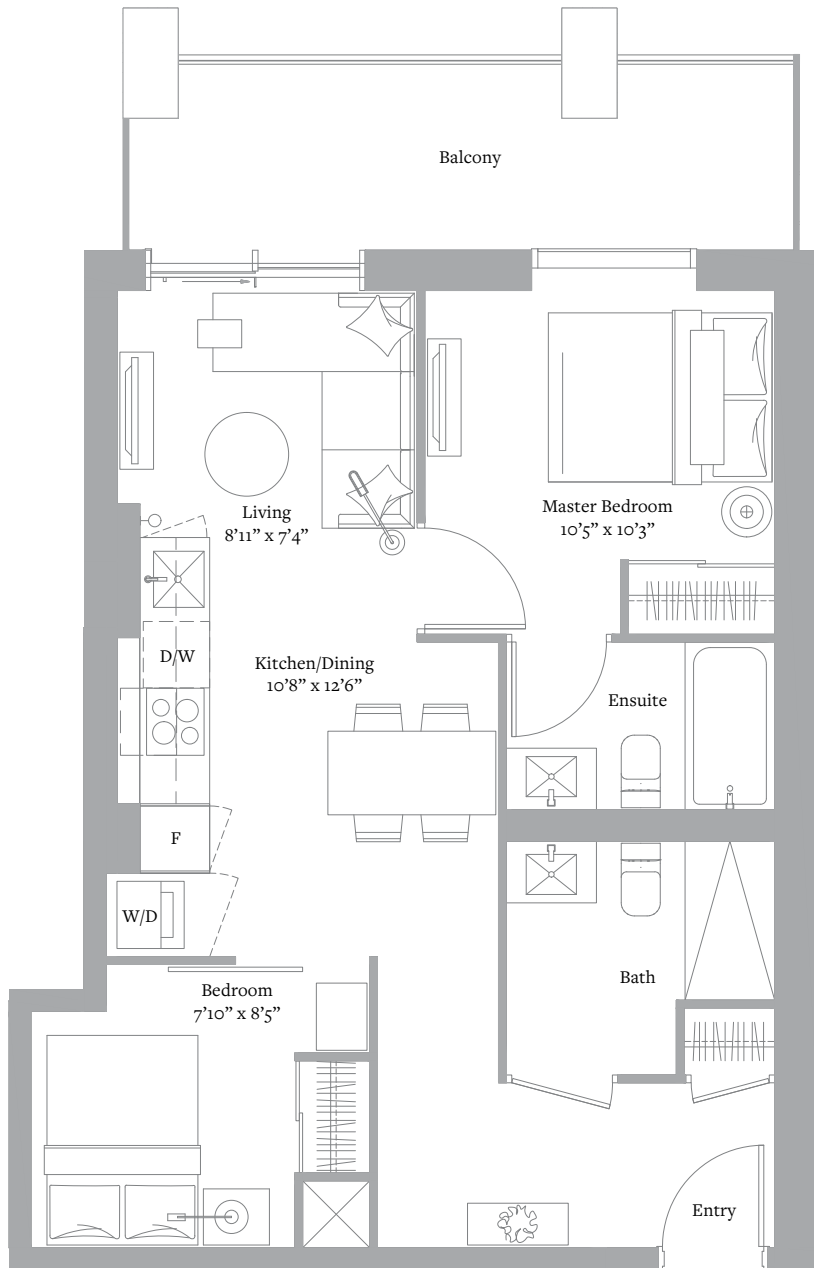 Balcony
Living
8’11” x 7’4”
Master Bedroom
10’5” x 10’3”
D/W
Kitchen/Dining
10’8” x 12’6”
Ensuite
F
W/D
Bath
Bedroom
7’10” x 8’5”
Entry